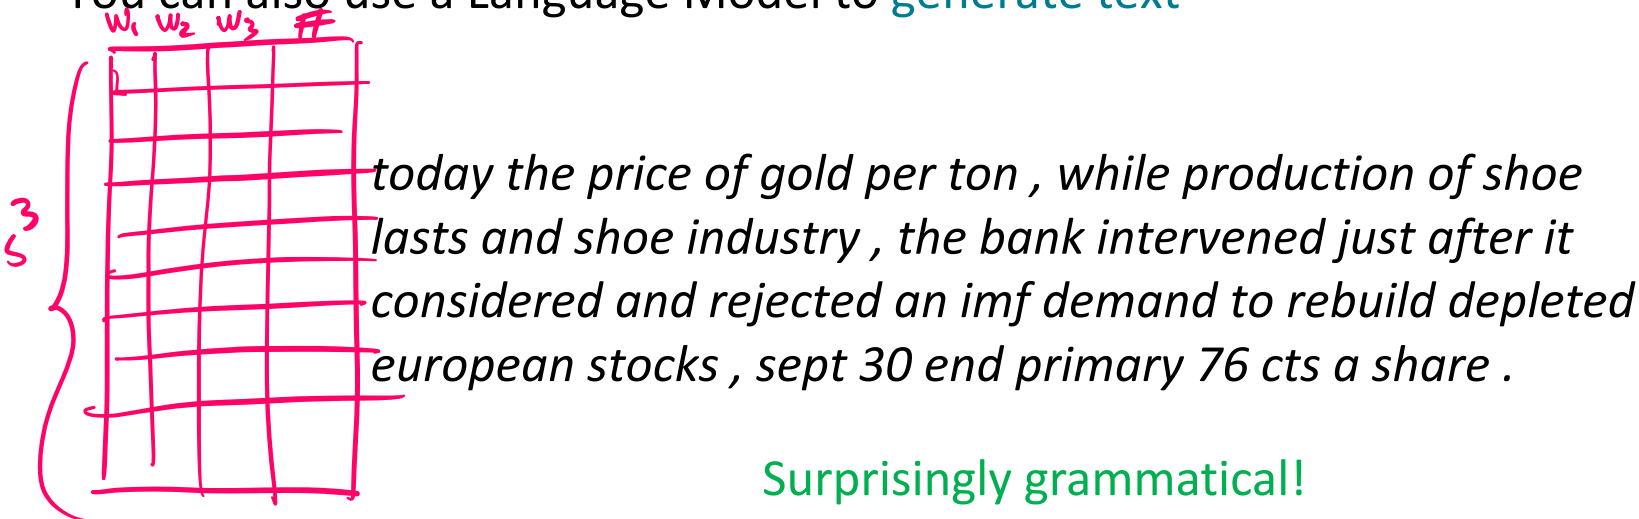 You can also use a Language Model to generate text
w1 w2 w3 #
today the price of gold per ton , while production of shoe
lasts and shoe industry , the bank intervened just after it
3
5
considered and rejected an imf demand to rebuild depleted
european stocks , sept 30 end primary 76 cts a share .
Surprisingly grammatical!